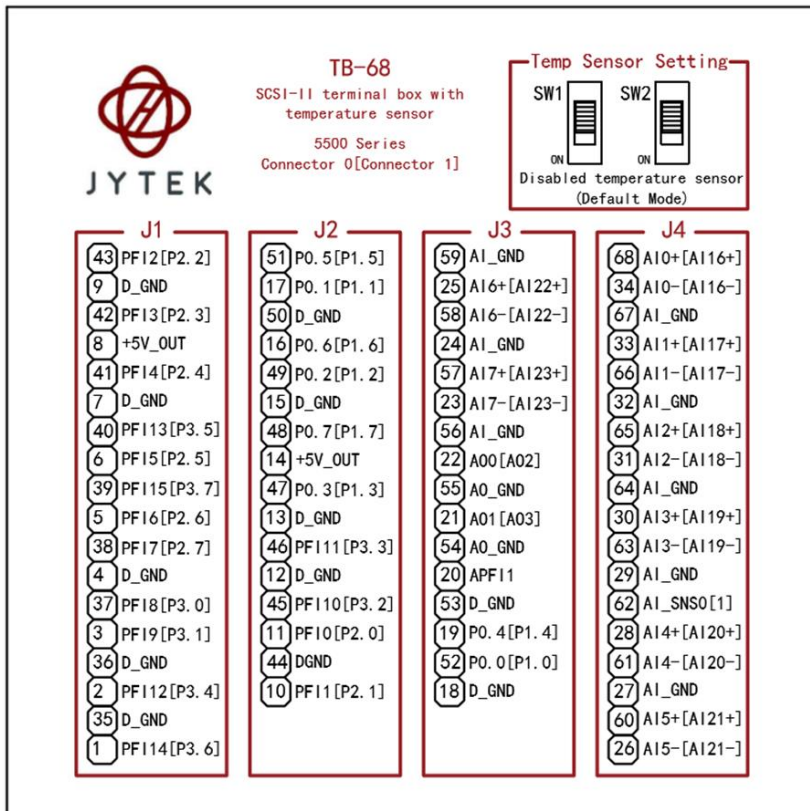 JYTEK
TB-68
SCSI-II terminal box with
temperature sensor
5500 Series
Connector 0[Connector 1]
Temp Sensor Setting
SW1
SW2
ON
ON
Disabled temperature sensor
(Default Mode)
J1
43 PFI2[P2.2]
9 D_GND
42 PFI3[P2.3]
8 +5V_OUT
41 PFI4[P2.4]
7 D_GND
40 PFI13[P3.5]
6 PFI5[P2.5]
39 PFI15[P3.7]
5 PFI6[P2.6]
38 PFI7[P2.7]
4 D_GND
37 PFI8[P3.0]
3 PFI9[P3.1]
36 D_GND
2 PFI12[P3.4]
35 D_GND
1 PFI14[P3.6]
J2
51 P0.5[P1.5]
17 P0.1[P1.1]
50 D_GND
16 P0.6[P1.6]
49 P0.2[P1.2]
15 D_GND
48 P0.7[P1.7]
14 +5V_OUT
47 P0.3[P1.3]
13 D_GND
46 PFI11[P3.3]
12 D_GND
45 PFI10[P3.2]
11 PFI0[P2.0]
44 DGND
10 PFI1[P2.1]
J3
59 AI_GND
25 AI6+[AI22+]
58 AI6-[AI22-]
24 AI_GND
57 AI7+[AI23+]
23 AI7-[AI23-]
56 AI_GND
22 AO0[AO2]
55 AO_GND
21 AO1[AO3]
54 AO_GND
20 APFI1
53 D_GND
19 P0.4[P1.4]
52 P0.0[P1.0]
18 D_GND
J4
68 AI0+[AI16+]
34 AI0-[AI16-]
67 AI_GND
33 AI1+[AI17+]
66 AI1-[AI17-]
32 AI_GND
65 AI2+[AI18+]
31 AI2-[AI18-]
64 AI_GND
30 AI3+[AI19+]
63 AI3-[AI19-]
29 AI_GND
62 AI_SNS0[1]
28 AI4+[AI20+]
61 AI4-[AI20-]
27 AI_GND
60 AI5+[AI21+]
26 AI5-[AI21-]